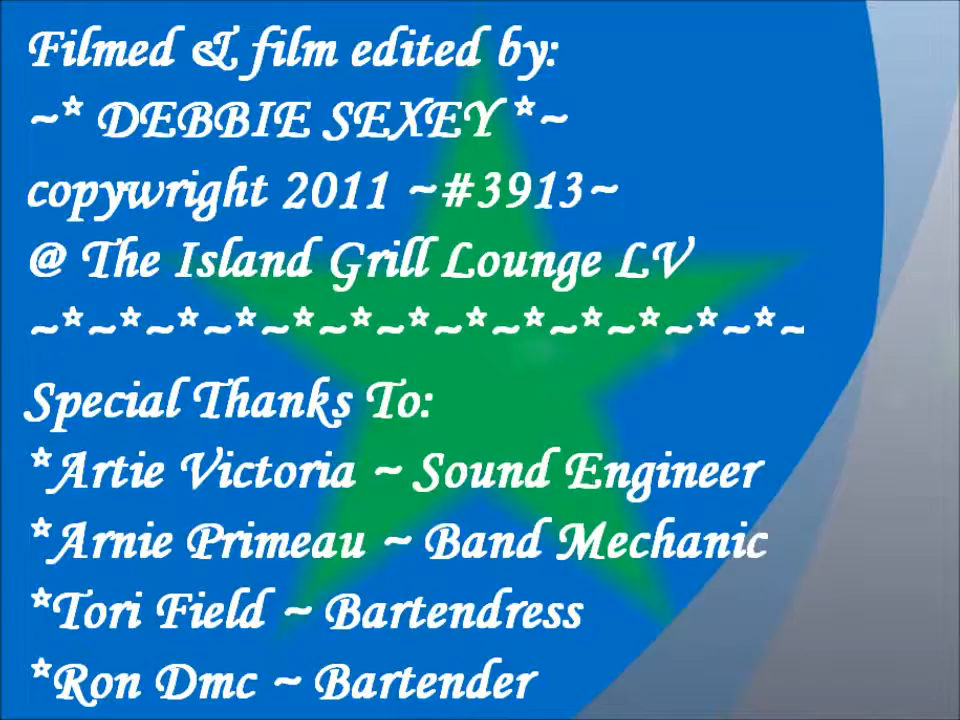 Filmed & film edited by:
~* DEBBIE SEXEY *~
copywright 2011 ~#3913~
@ The Island Grill Lounge LV
~*~*~*~*~*~*~*~*~*~*~*~*~*~
Special Thanks To:
*Artie Victoria ~ Sound Engineer
*Arnie Primeau ~ Band Mechanic
*Tori Field ~ Bartendress
*Ron Dmc ~ Bartender